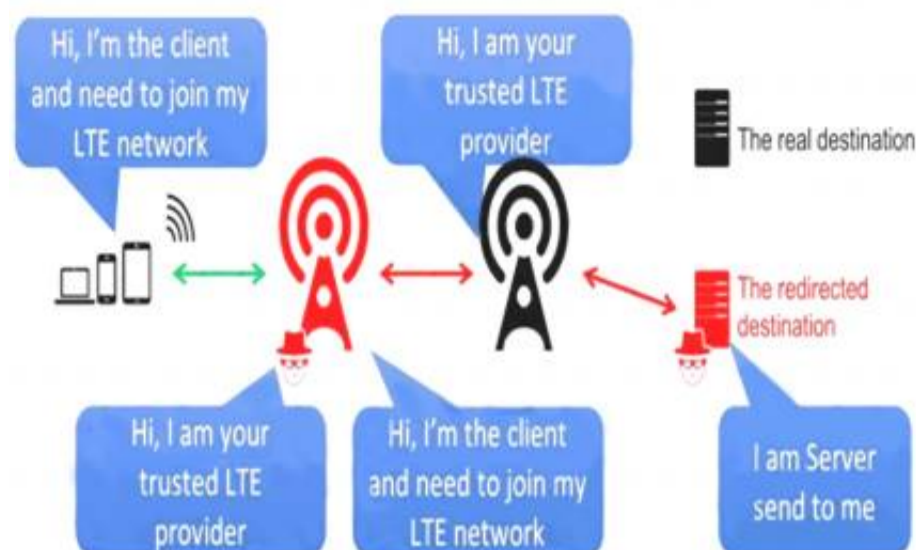 Hi, I'm the client
and need to join my
LTE network
Hi, I am your
trusted LTE
provider
The real destination
The redirected
destination
Hi, I am your
trusted LTE
provider
Hi, I'm the client
and need to join my
LTE network
I am Server
send to me